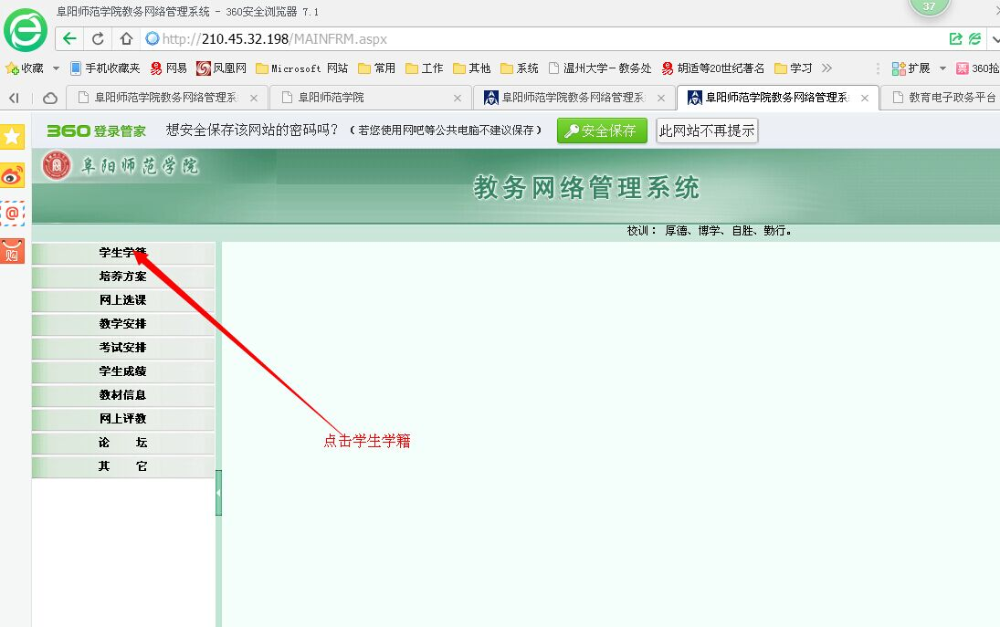 阜阳师范学院教务网络管理系统 - 360安全浏览器 7.1
37
http://210.45.32.198/MAINFRM.aspx
收藏 手机收藏夹 网易 凤凰网 Microsoft 网站 常用 工作 其他 系统 温州大学－教务处 胡适等20世纪著名 学习 扩展 票 360抢
阜阳师范学院教务网络管理系 阜阳师范学院 阜阳师范学院教务网络管理系 阜阳师范学院教务网络管理系 教育电子政务平台
360登录管家 想安全保存该网站的密码吗？（若您使用网吧等公共电脑不建议保存） 安全保存 此网站不再提示
@
购
阜阳师范学院
教务网络管理系统
校训： 厚德、博学、自胜、勤行。
学生学籍
培养方案
网上选课
教学安排
考试安排
学生成绩
教材信息
网上评教
论 坛
其 它
点击学生学籍